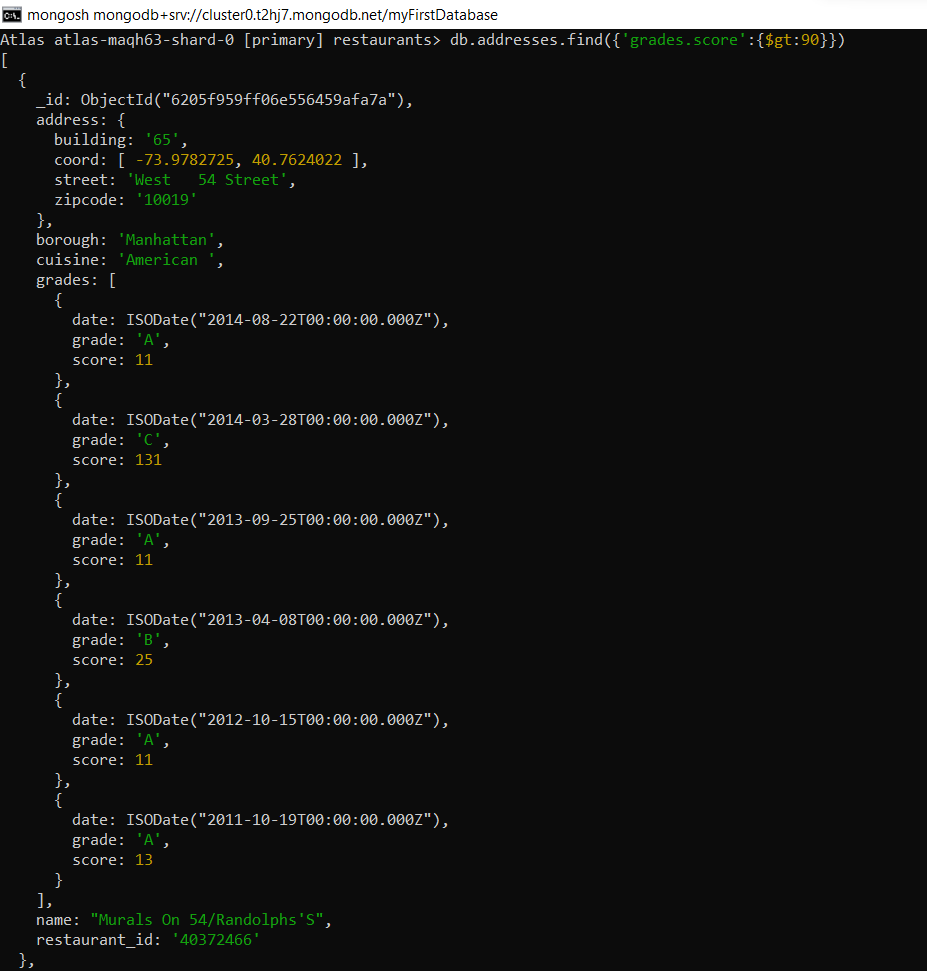 mongosh mongodb+srv://cluster0.t2hj7.mongodb.net/myFirstDatabase
Atlas atlas-maqh63-shard-0 [primary] restaurants> db.addresses.find({'grades.score':{$gt:90}})
[
  {
    _id: ObjectId("6205f959ff06e556459afa7a"),
    address: {
      building: '65',
      coord: [ -73.9782725, 40.7624022 ],
      street: 'West   54 Street',
      zipcode: '10019'
    },
    borough: 'Manhattan',
    cuisine: 'American ',
    grades: [
      {
        date: ISODate("2014-08-22T00:00:00.000Z"),
        grade: 'A',
        score: 11
      },
      {
        date: ISODate("2014-03-28T00:00:00.000Z"),
        grade: 'C',
        score: 131
      },
      {
        date: ISODate("2013-09-25T00:00:00.000Z"),
        grade: 'A',
        score: 11
      },
      {
        date: ISODate("2013-04-08T00:00:00.000Z"),
        grade: 'B',
        score: 25
      },
      {
        date: ISODate("2012-10-15T00:00:00.000Z"),
        grade: 'A',
        score: 11
      },
      {
        date: ISODate("2011-10-19T00:00:00.000Z"),
        grade: 'A',
        score: 13
      }
    ],
    name: "Murals On 54/Randolphs'S",
    restaurant_id: '40372466'
  },